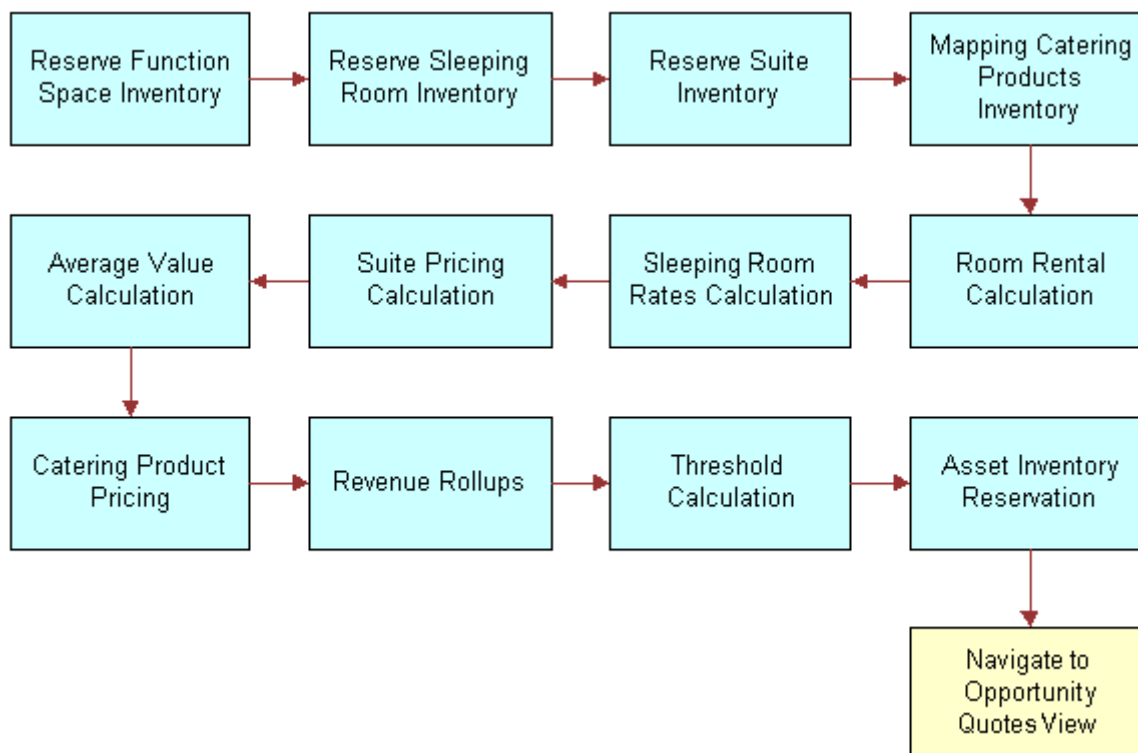 Reserve Function
Space Inventory
Reserve Sleeping
Room Inventory
Reserve Suite
Inventory
Mapping Catering
Products
Inventory
Room Rental
Calculation
Sleeping Room
Rates Calculation
Suite Pricing
Calculation
Average Value
Calculation
Catering Product
Pricing
Revenue Rollups
Threshold
Calculation
Asset Inventory
Reservation
Navigate to
Opportunity
Quotes View